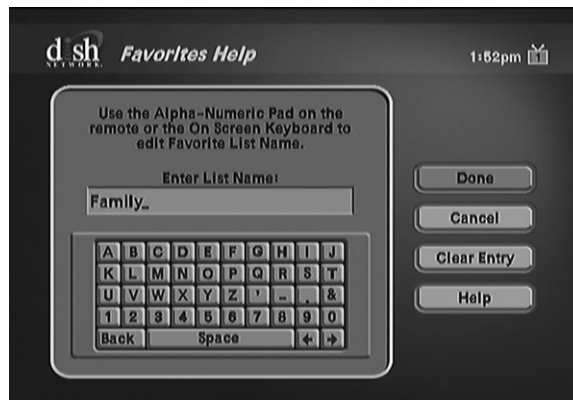 dish
NETWORK.
Favorites Help
1:52pm
1
Use the Alpha-Numeric Pad on the
remote or the On Screen Keyboard to
edit Favorite List Name.
Enter List Name:
Family_
A B C D E F G H I J
K L M N O P Q R S T
U V W X Y Z ' - . &
1 2 3 4 5 6 7 8 9 0
Back Space ← →
Done
Cancel
Clear Entry
Help